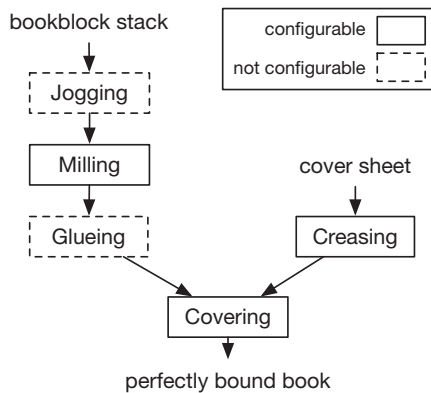 bookblock stack
configurable
not configurable
Jogging
Milling
cover sheet
Glueing
Creasing
Covering
perfectly bound book